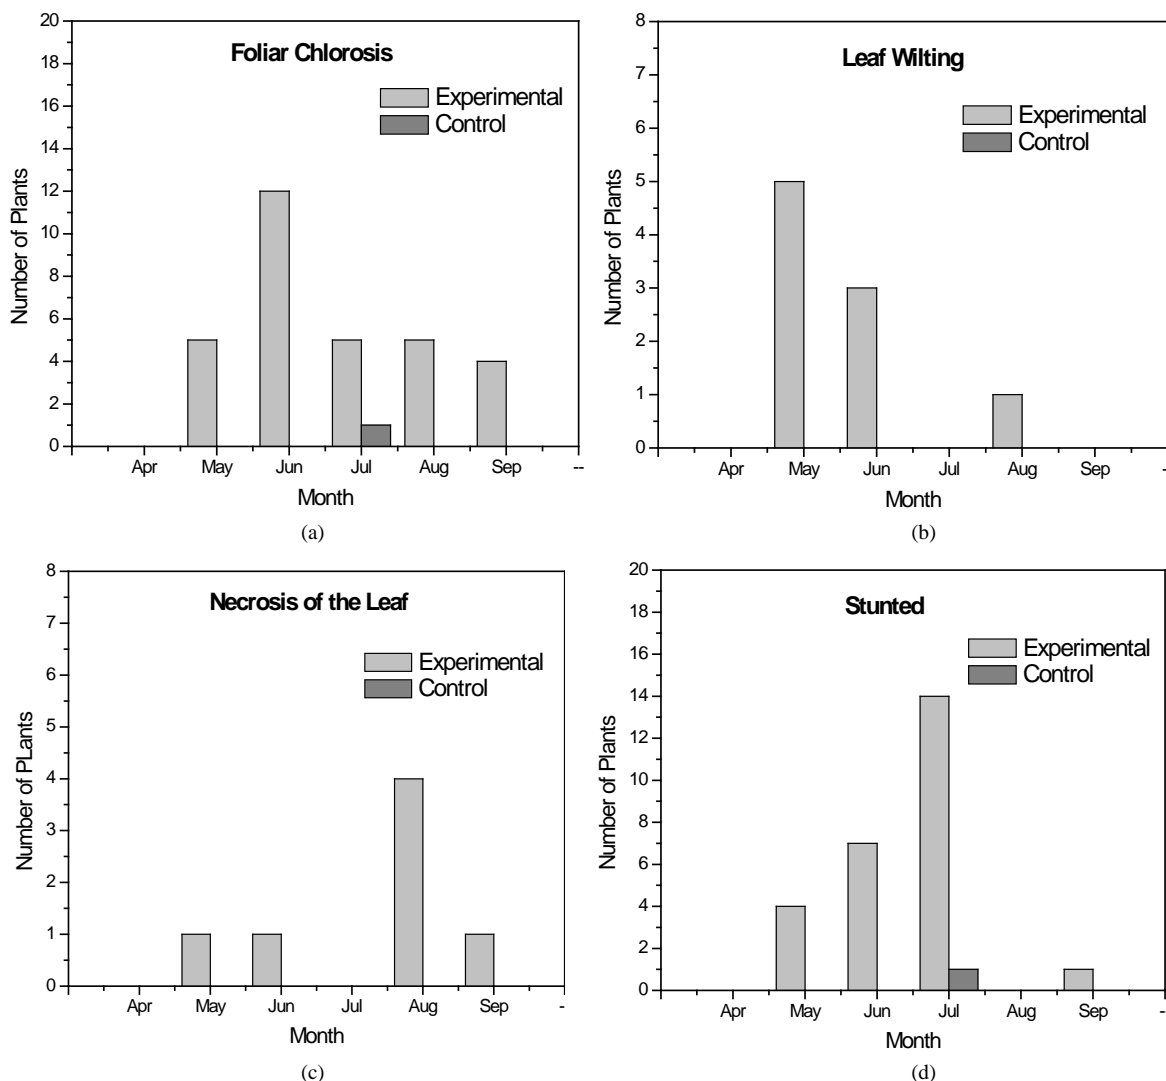 Foliar Chlorosis
Experimental
Control
Number of Plants
20
18
16
14
12
10
8
6
4
2
0
Apr May Jun Jul Aug Sep --
Month
(a)
Leaf Wilting
Experimental
Control
Number of Plants
8
7
6
5
4
3
2
1
0
Apr May Jun Jul Aug Sep -
Month
(b)
Necrosis of the Leaf
Experimental
Control
Number of PLants
8
7
6
5
4
3
2
1
0
Apr May Jun Jul Aug Sep -
Month
(c)
Stunted
Experimental
Control
Number of Plants
20
18
16
14
12
10
8
6
4
2
0
Apr May Jun Jul Aug Sep --
Month
(d)